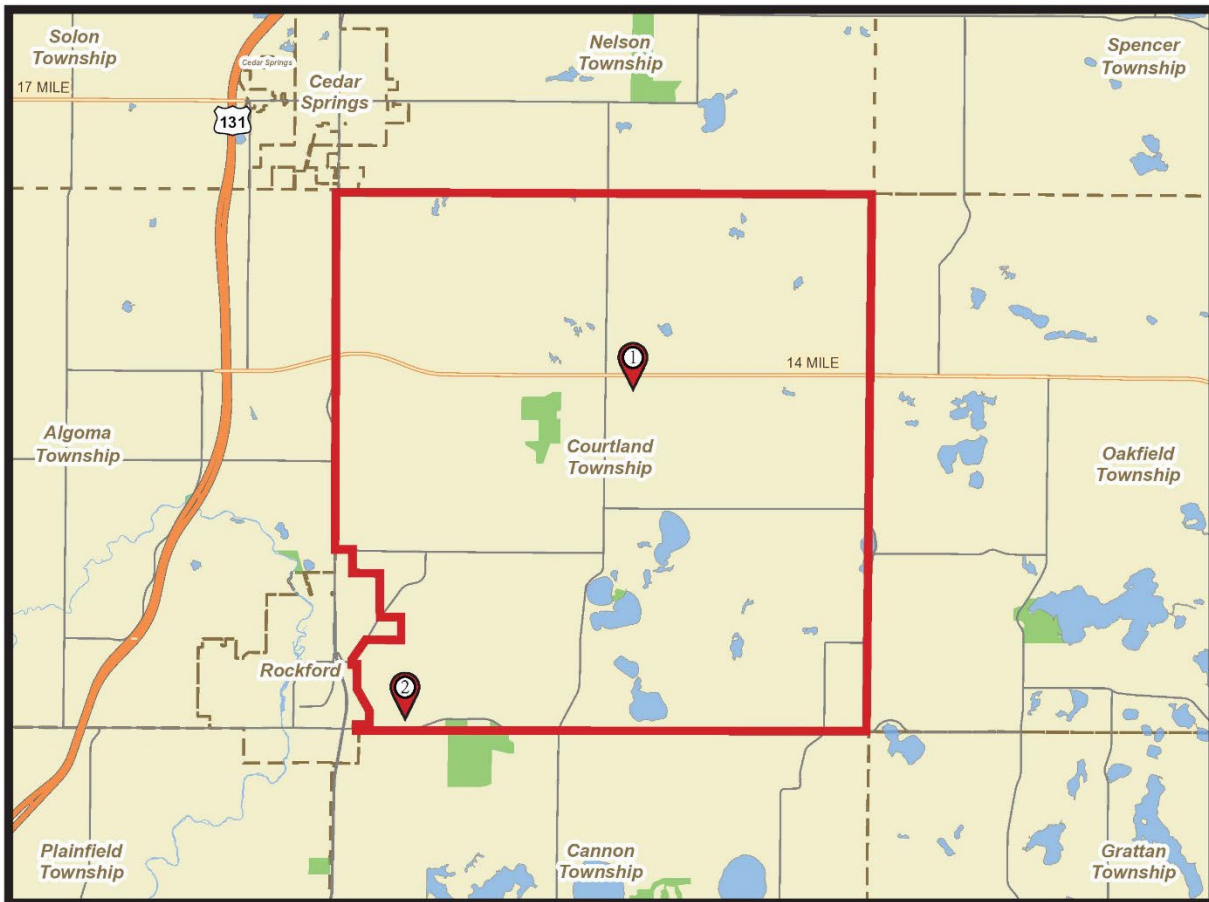 Solon
Township
Nelson
Township
Spencer
Township
Cedar Springs
Cedar
Springs
17 MILE
131
1
14 MILE
Algoma
Township
Courtland
Township
Oakfield
Township
Rockford
2
Plainfield
Township
Cannon
Township
Grattan
Township